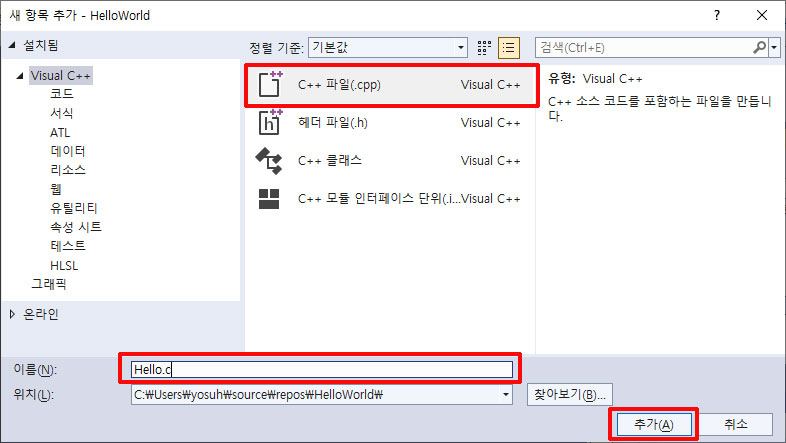 새 항목 추가 - HelloWorld
설치됨
정렬 기준: 기본값
검색(Ctrl+E)
Visual C++
코드
서식
ATL
데이터
리소스
웹
유틸리티
속성 시트
테스트
HLSL
그래픽
온라인
C++ 파일(.cpp) Visual C++
헤더 파일(.h) Visual C++
C++ 클래스 Visual C++
C++ 모듈 인터페이스 단위(.i... Visual C++
유형: Visual C++
C++ 소스 코드를 포함하는 파일을 만듭니
다.
이름(N): Hello.c
위치(L): C:₩Users₩yosuh₩source₩repos₩HelloWorld₩
찾아보기(B)...
추가(A) 취소